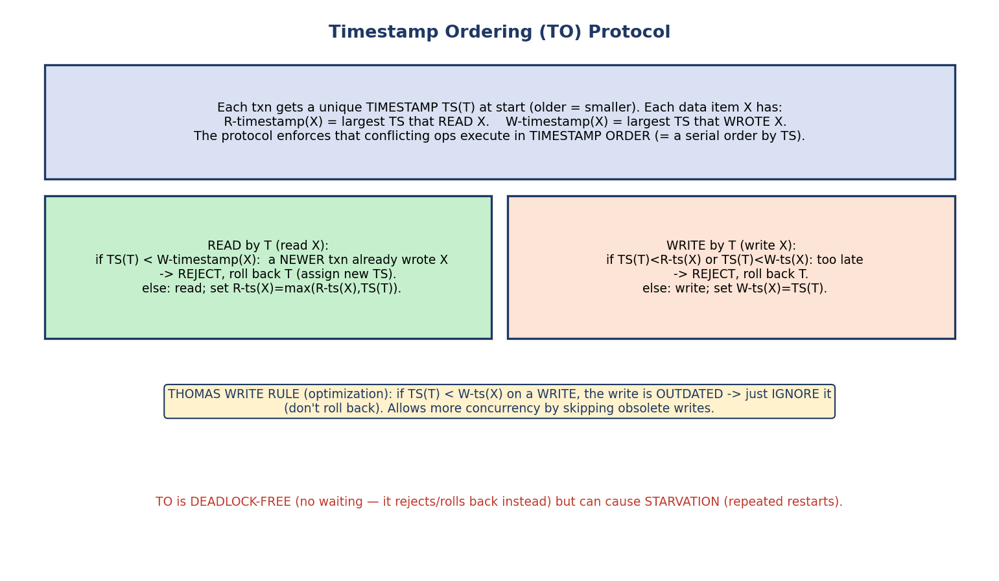 Timestamp Ordering (TO) Protocol
Each txn gets a unique TIMESTAMP TS(T) at start (older = smaller). Each data item X has:
R-timestamp(X) = largest TS that READ X.    W-timestamp(X) = largest TS that WROTE X.
The protocol enforces that conflicting ops execute in TIMESTAMP ORDER (= a serial order by TS).
READ by T (read X):
if TS(T) < W-timestamp(X):  a NEWER txn already wrote X
-> REJECT, roll back T (assign new TS).
else: read; set R-ts(X)=max(R-ts(X),TS(T)).
WRITE by T (write X):
if TS(T)<R-ts(X) or TS(T)<W-ts(X): too late
-> REJECT, roll back T.
else: write; set W-ts(X)=TS(T).
THOMAS WRITE RULE (optimization): if TS(T) < W-ts(X) on a WRITE, the write is OUTDATED -> just IGNORE it
(don't roll back). Allows more concurrency by skipping obsolete writes.
TO is DEADLOCK-FREE (no waiting — it rejects/rolls back instead) but can cause STARVATION (repeated restarts).